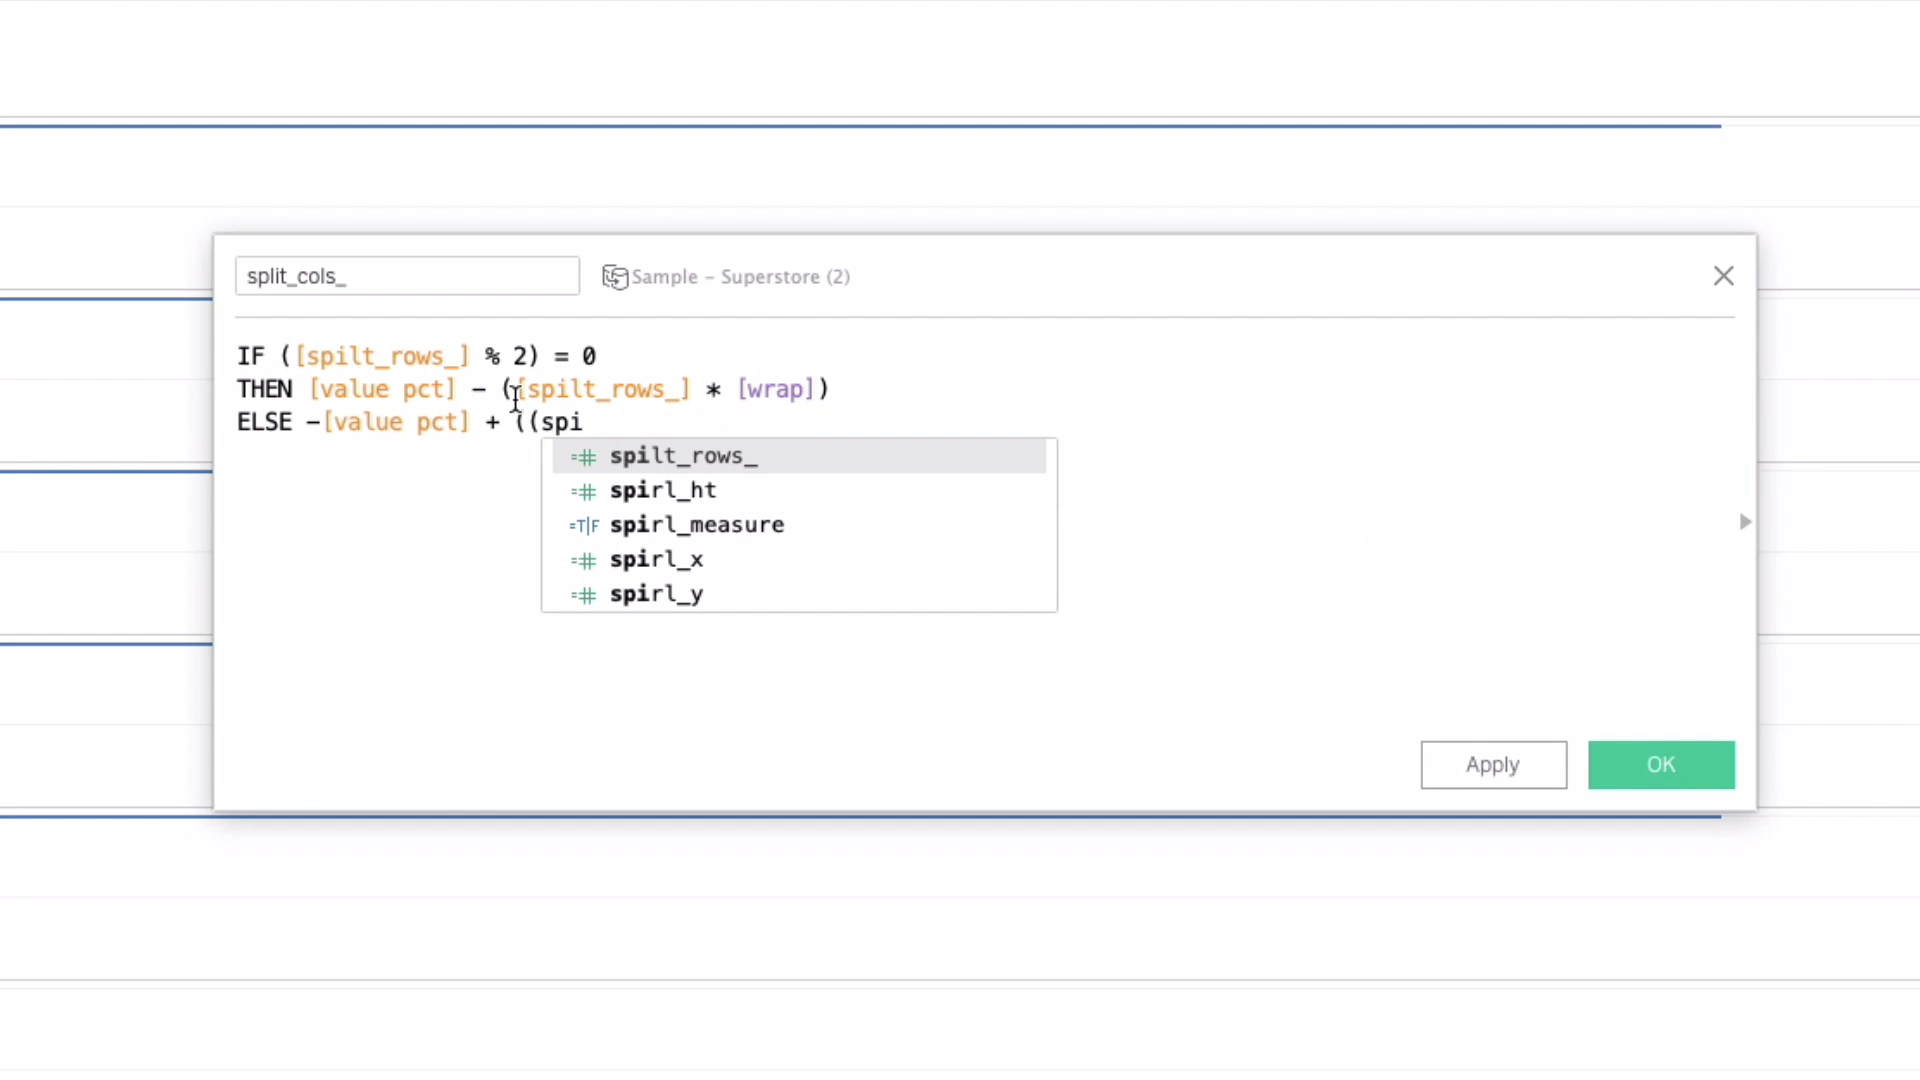 split_cols_
Sample – Superstore (2)
IF ([spilt_rows_] % 2) = 0
THEN [value pct] – ([spilt_rows_] * [wrap])
ELSE –[value pct] + ((spi
=# spilt_rows_
=# spirl_ht
=T|F spirl_measure
=# spirl_x
=# spirl_y
Apply
OK